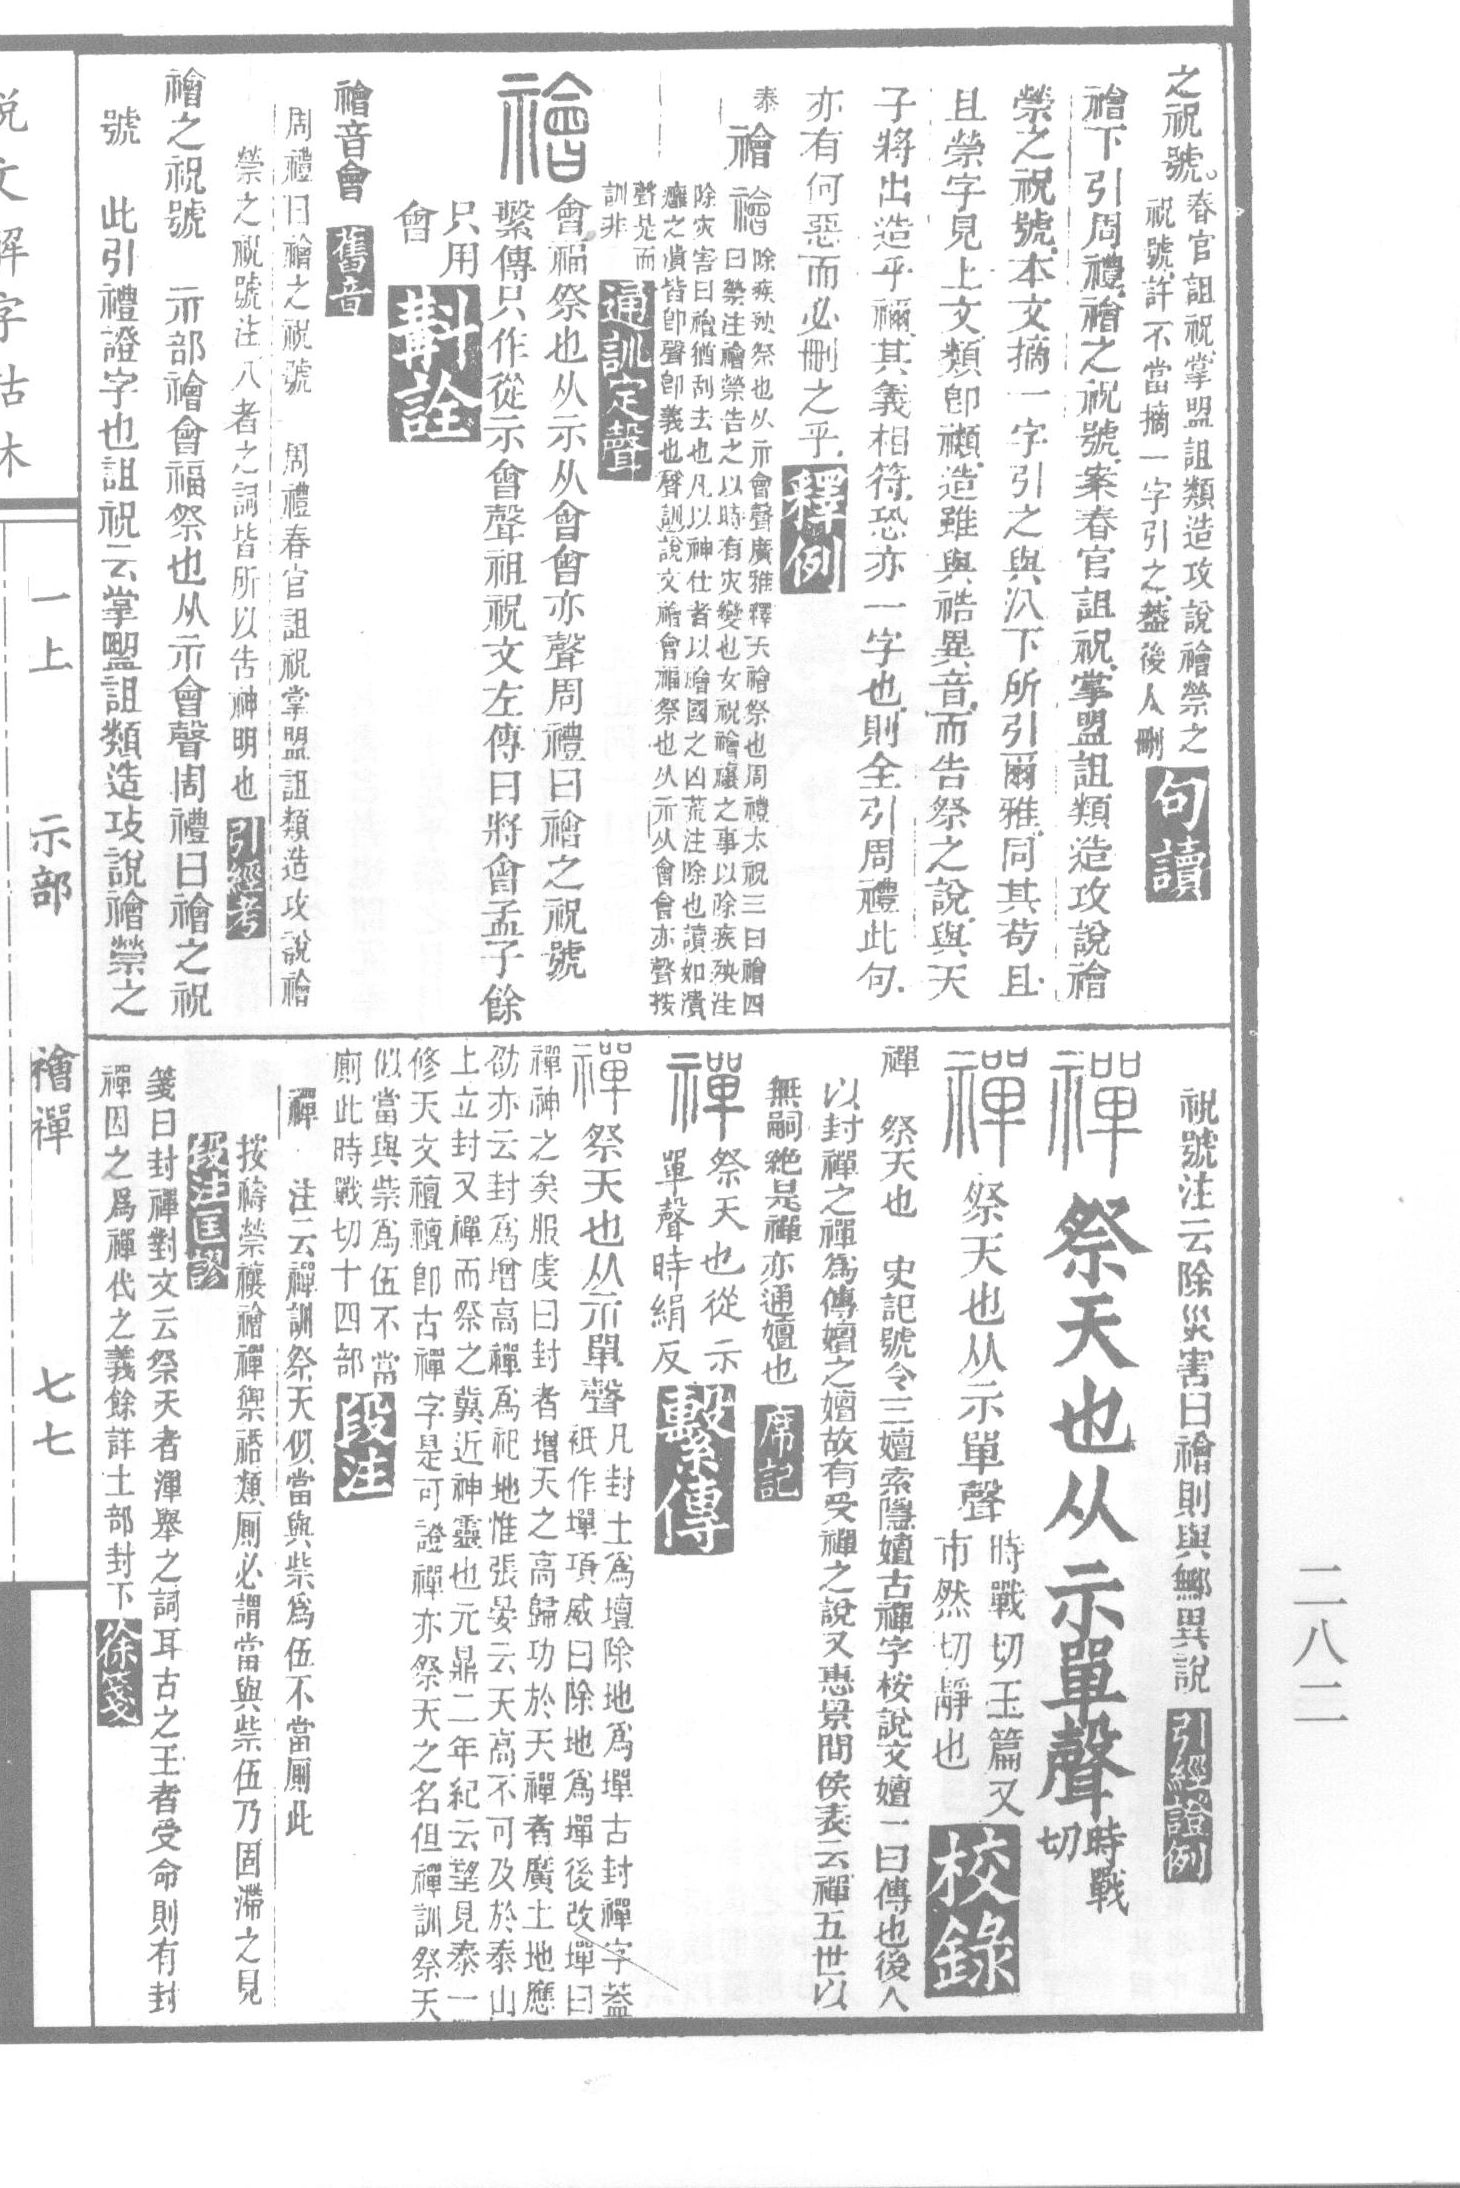 之祝號。春官詛祝掌盟詛類造攻說禬禜之
祝號許不當摘一字引之蓋後人刪
句讀
禬下引周禮禬之祝號案春官詛祝掌盟詛類造攻說禬
禜之祝號本文摘一字引之與汃下所引爾雅同其苟且
且禜字見上文類即禷造雖與祰異音而告祭之說與天
子將出造乎禰其義相符恐亦一字也則全引周禮此句
亦有何惡而必刪之乎
釋例
泰
禬
禬
除疾殃祭也从示會聲廣雅釋天禬祭也周禮太祝三曰禬四
曰禜注禬禜告之以時有灾變也女祝禬禳之事以除疾殃注
除灾害曰禬猶刮去也凡以神仕者以禬國之凶荒注除也讀如潰
癰之潰皆即聲即義也聲訓說文禬會福祭也从示从會會亦聲按
聲見而
訓非
通訓定聲
禬
會福祭也从示从會會亦聲周禮曰禬之祝號
繫傳只作從示會聲祖祝文左傳曰將會孟子餘
只用
會
斠詮
禬音會
舊音
周禮曰禬之祝號 周禮春官詛祝掌盟詛類造攻說禬
禜之祝號注八者之詞皆所以告神明也
引經考
禬之祝號 示部禬會福祭也从示會聲周禮曰禬之祝
號 此引禮證字也詛祝云掌盟詛類造攻說禬禜之
祝號注云除災害曰禬則與鄭異說
引經證例
禪
祭天也从示單聲
時戰
切
禪
祭天也从示單聲
時戰切玉篇又
市然切靜也
校錄
禪 祭天也 史記號令三嬗索隱嬗古禪字桉說文嬗一曰傳也後人
以封禪之禪爲傳嬗之嬗故有受禪之說又惠景間侯表云禪五世以
無嗣絶是禪亦通嬗也
席記
禪
祭天也從示
單聲時絹反
繫傳
禪
祭天也从示單聲
凡封土爲壇除地爲墠古封禪字蓋
衹作墠項威曰除地爲墠後改墠曰
禪神之矣服虔曰封者增天之高歸功於天禪者廣土地應
劭亦云封爲增高禪爲祀地惟張晏云天高不可及於泰山
上立封又禪而祭之冀近神靈也元鼎二年紀云望見泰一
修天文禮禮即古禪字是可證禪亦祭天之名但禪訓祭天
似當與祡爲伍不當
廁此時戰切十四部
段注
禪 注云禪訓祭天似當與祡爲伍不當廁此
按禱禜禳禬禪禦䄆類廁必謂當與祡伍乃固滯之見
段注匡謬
箋曰封禪對文云祭天者渾舉之詞耳古之王者受命則有封
禪因之爲禪代之義餘詳土部封下
徐箋
說文解字詁林
一上 示部 禬禪 七七
二八二